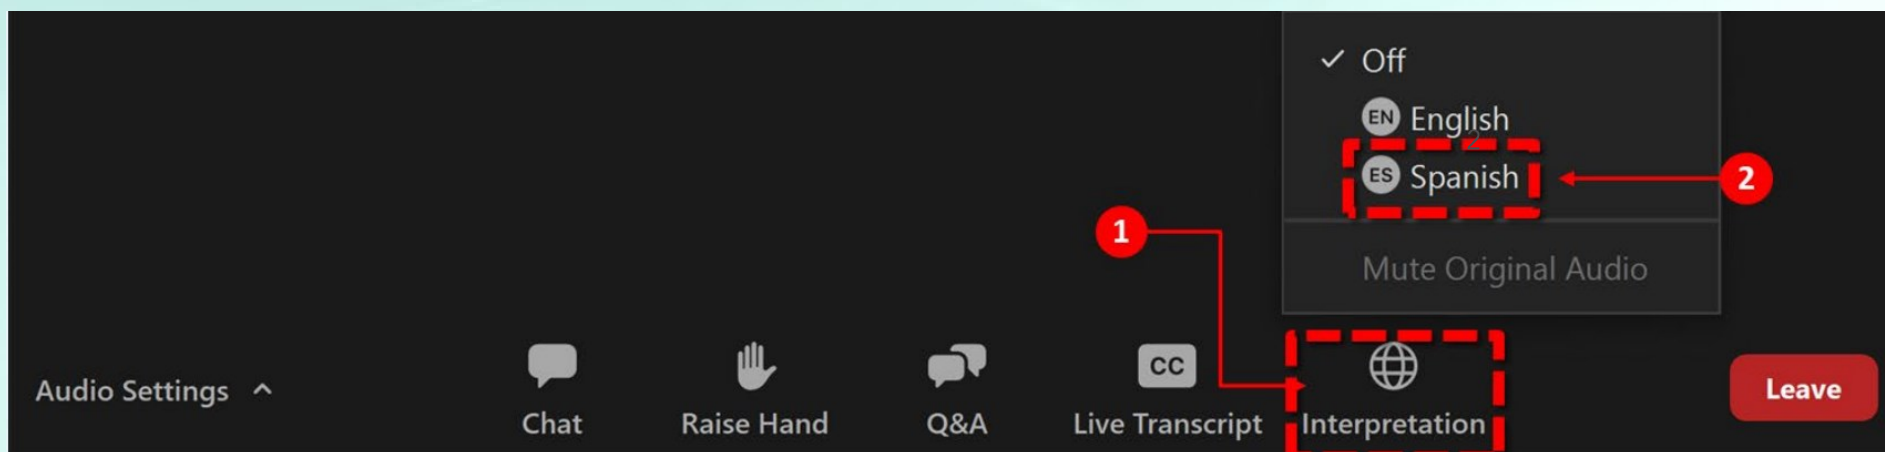 Off
EN English
2
ES Spanish
2
1
Mute Original Audio
CC
Audio Settings
Chat
Raise Hand
Q&A
Live Transcript
Interpretation
Leave